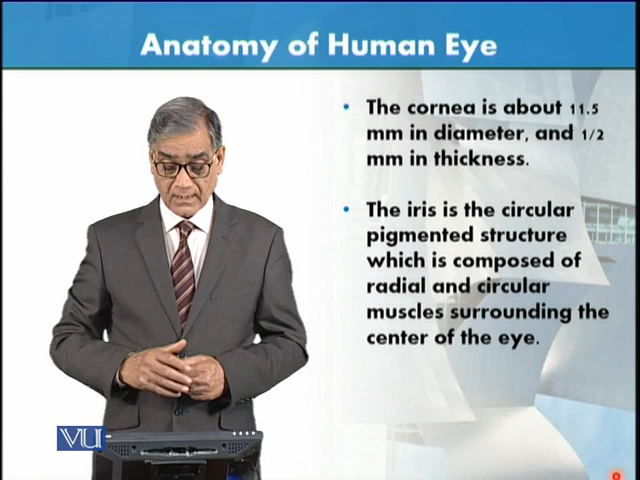 Anatomy of Human Eye
• The cornea is about 11.5
mm in diameter, and 1/2
mm in thickness.
• The iris is the circular
pigmented structure
which is composed of
radial and circular
muscles surrounding the
center of the eye.
VU